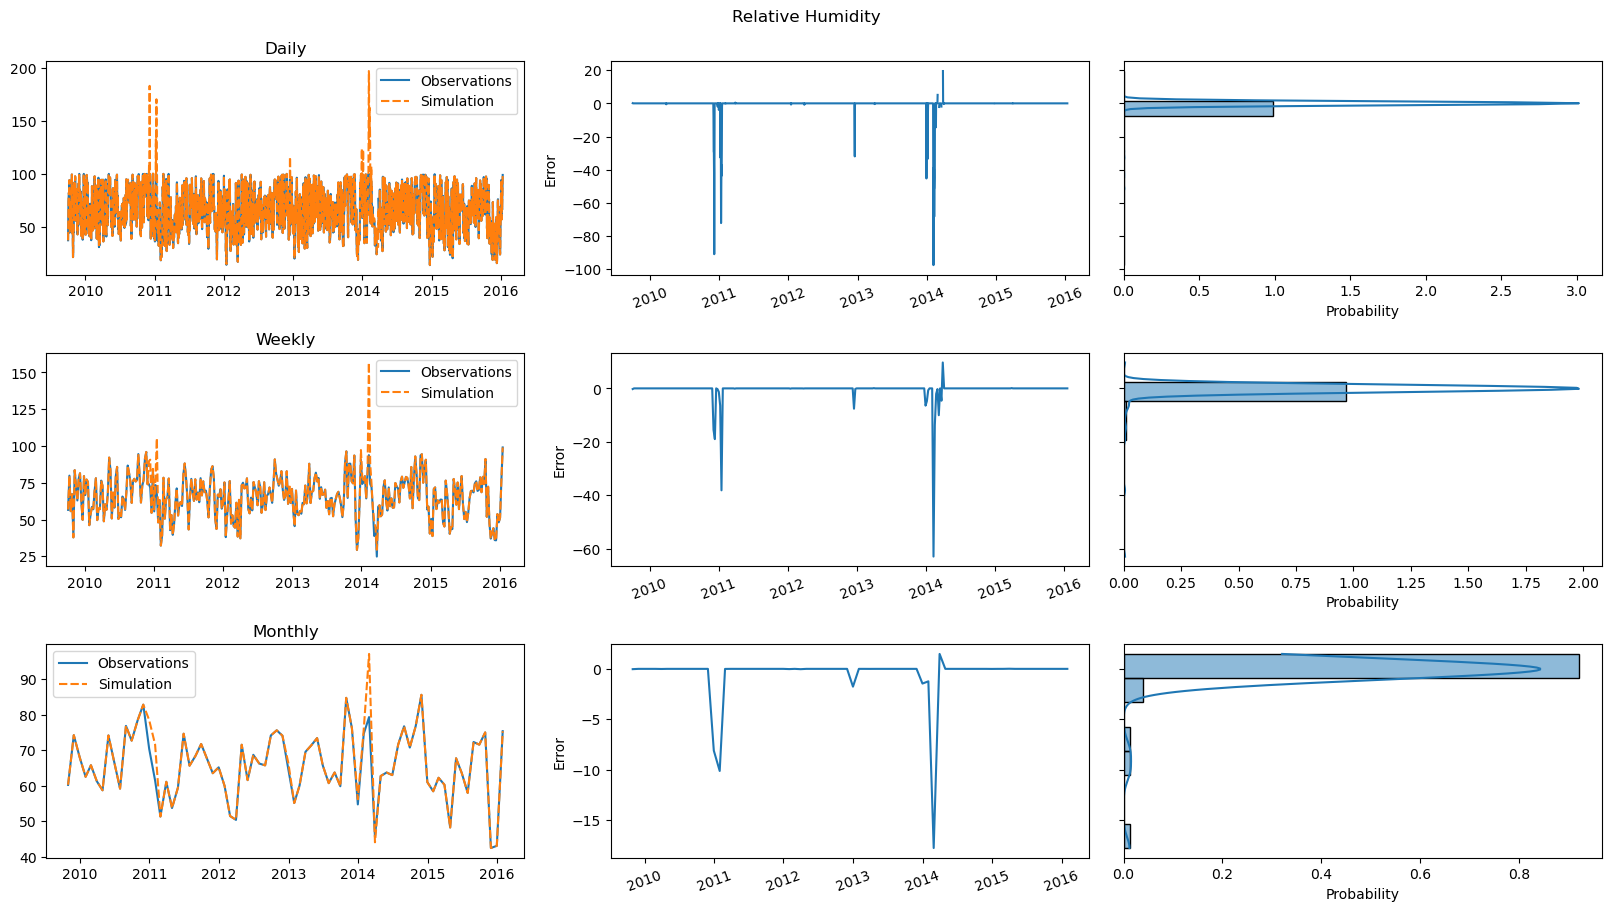 Relative Humidity
Daily
200
150
100
50
Observations
Simulation
2010 2011 2012 2013 2014 2015 2016
Error
20
0
−20
−40
−60
−80
−100
2010 2011 2012 2013 2014 2015 2016
0.0 0.5 1.0 1.5 2.0 2.5 3.0
Probability
Weekly
150
125
100
75
50
25
Observations
Simulation
2010 2011 2012 2013 2014 2015 2016
Error
0
−20
−40
−60
2010 2011 2012 2013 2014 2015 2016
0.00 0.25 0.50 0.75 1.00 1.25 1.50 1.75 2.00
Probability
Monthly
90
80
70
60
50
40
Observations
Simulation
2010 2011 2012 2013 2014 2015 2016
Error
0
−5
−10
−15
2010 2011 2012 2013 2014 2015 2016
0.0 0.2 0.4 0.6 0.8
Probability